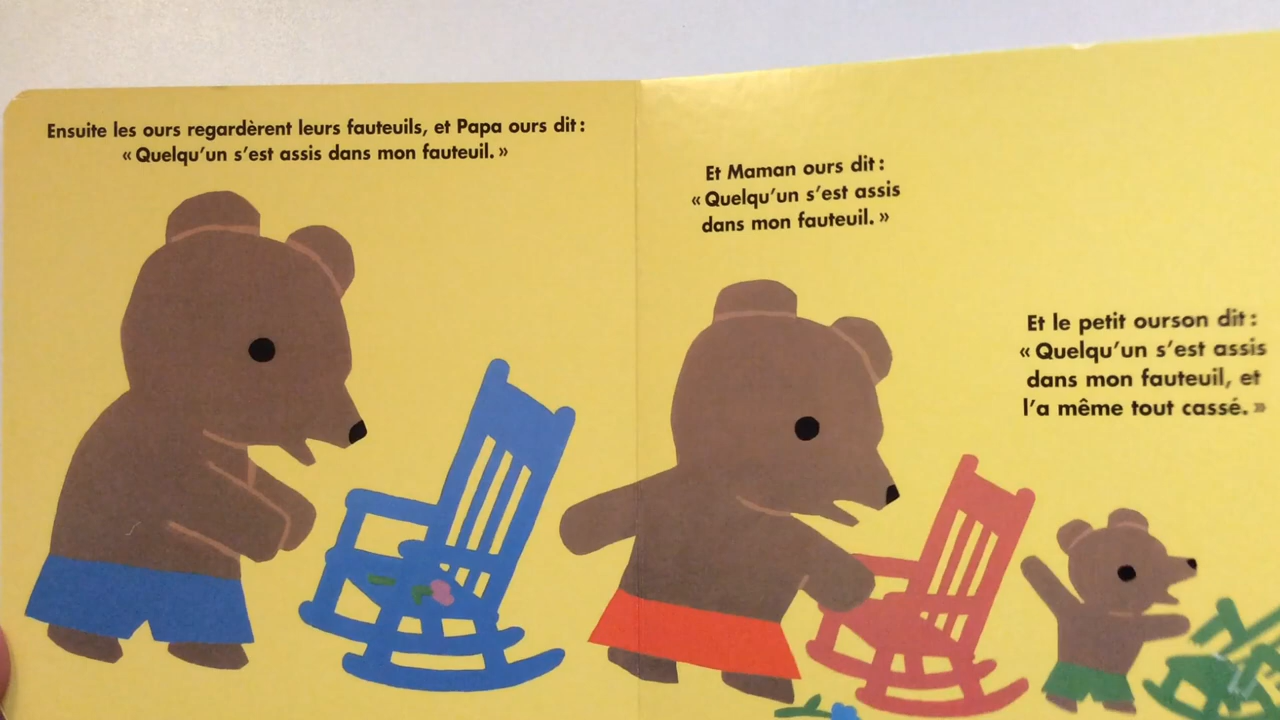 Ensuite les ours regardèrent leurs fauteuils, et Papa ours dit :
« Quelqu'un s'est assis dans mon fauteuil. »
Et Maman ours dit :
« Quelqu'un s'est assis
dans mon fauteuil. »
Et le petit ourson dit :
« Quelqu'un s'est assis
dans mon fauteuil, et
l'a même tout cassé. »